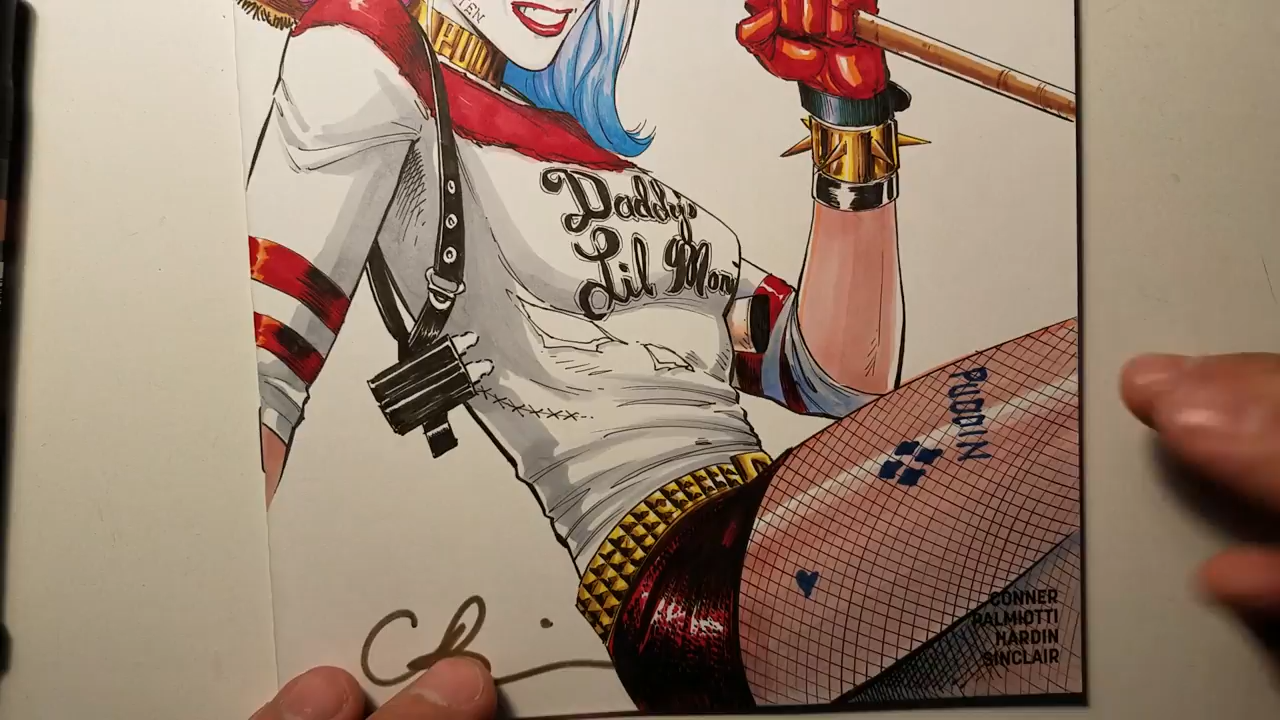 Daddy's
Lil Mon
PUDDIN
CONNER
PALMIOTTI
HARDIN
SINCLAIR